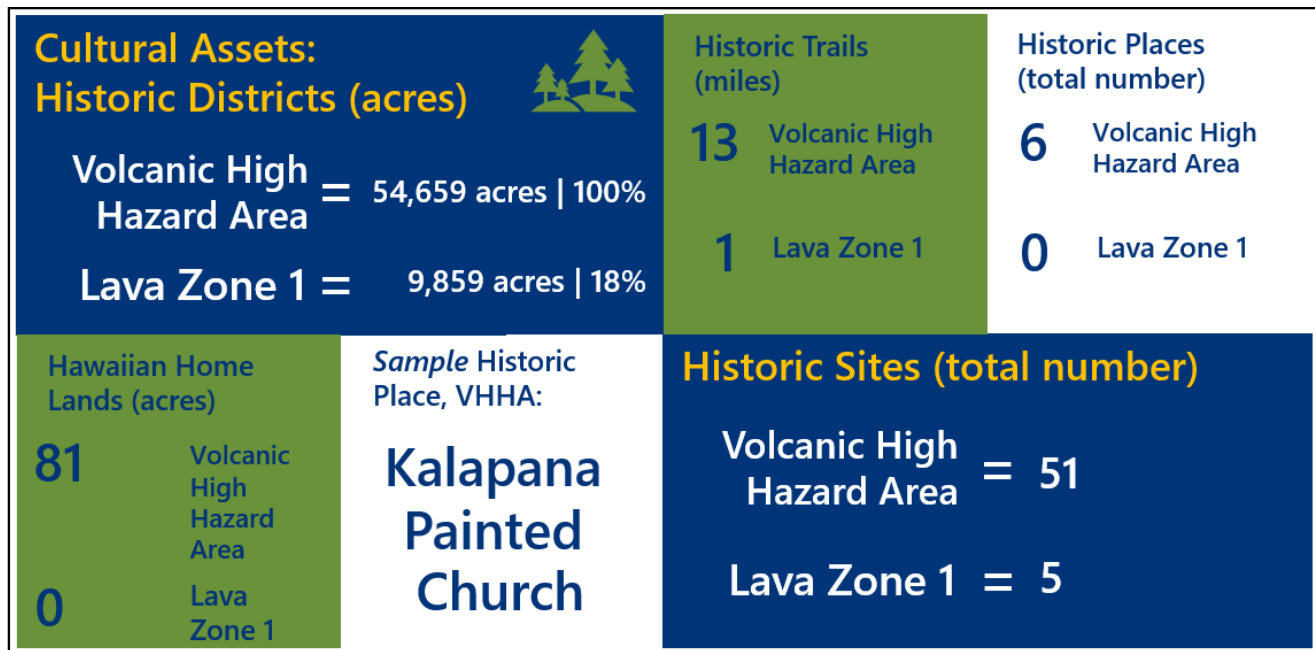 Cultural Assets:
Historic Districts (acres)
Volcanic High
Hazard Area = 54,659 acres | 100%
Lava Zone 1 = 9,859 acres | 18%
Historic Trails
(miles)
13 Volcanic High
Hazard Area
1 Lava Zone 1
Historic Places
(total number)
6 Volcanic High
Hazard Area
0 Lava Zone 1
Hawaiian Home
Lands (acres)
81 Volcanic
High
Hazard
Area
0 Lava
Zone 1
Sample Historic
Place, VHHA:
Kalapana
Painted
Church
Historic Sites (total number)
Volcanic High
Hazard Area = 51
Lava Zone 1 = 5